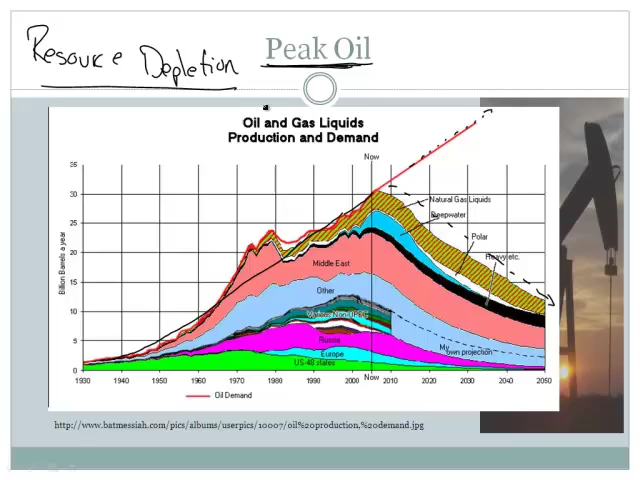 Resource Depletion
Peak Oil
Oil and Gas Liquids
Production and Demand
Now
35
30
25
20
15
10
5
0
Billion Barrels a year
Natural Gas Liquids
Deepwater
Polar
Heavy etc.
Middle East
Other
Various Non-OPEC
Russia
Europe
US-48 states
My own projection
1930 1940 1950 1960 1970 1980 1990 2000 Now 2010 2020 2030 2040 2050
Oil Demand
http://www.batmessiah.com/pics/albums/userpics/10007/oil%20production,%20demand.jpg